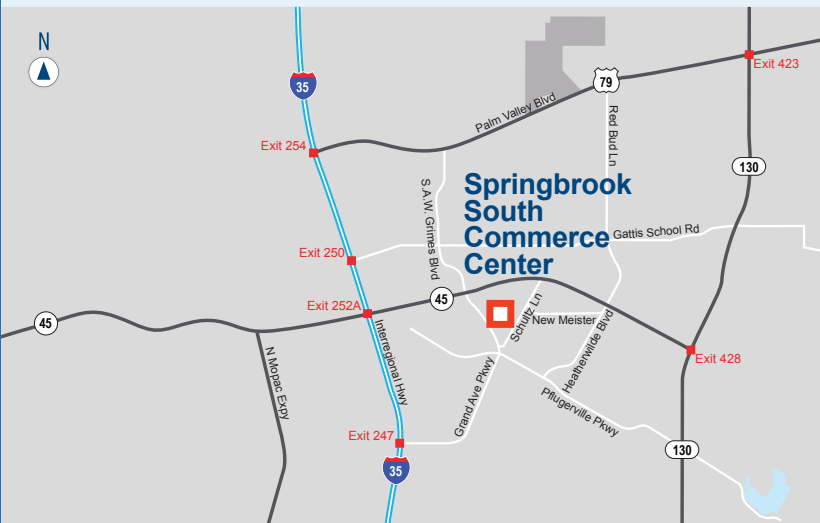 N
35
79
Exit 423
Palm Valley Blvd
Red Bud Ln
Exit 254
130
S.A.W. Grimes Blvd
Springbrook
South
Commerce
Center
Gattis School Rd
Exit 250
45
Exit 252A
45
Schultz Ln
New Meister
Interregional Hwy
N Mopac Expy
Heatherwilde Blvd
Exit 428
Grand Ave Pkwy
Pflugerville Pkwy
Exit 247
130
35